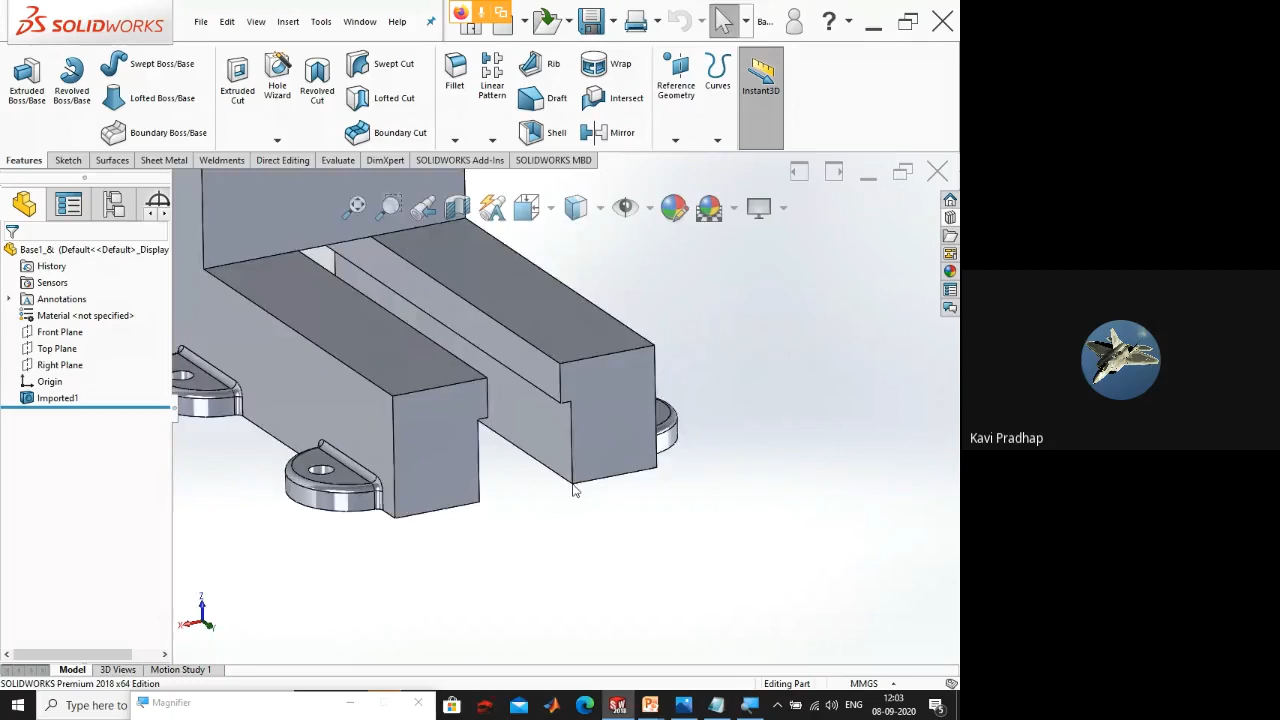 SOLIDWORKS
File Edit View Insert Tools Window Help
Ba...
Extruded Boss/Base
Revolved Boss/Base
Swept Boss/Base
Lofted Boss/Base
Boundary Boss/Base
Extruded Cut
Hole Wizard
Revolved Cut
Swept Cut
Lofted Cut
Boundary Cut
Fillet
Linear Pattern
Rib
Draft
Shell
Wrap
Intersect
Mirror
Reference Geometry
Curves
Instant3D
Features Sketch Surfaces Sheet Metal Weldments Direct Editing Evaluate DimXpert SOLIDWORKS Add-Ins SOLIDWORKS MBD
Base1_& (Default<<Default>_Display
History
Sensors
Annotations
Material <not specified>
Front Plane
Top Plane
Right Plane
Origin
Imported1
Z
X
Y
Kavi Pradhap
Model 3D Views Motion Study 1
SOLIDWORKS Premium 2018 x64 Edition Editing Part MMGS
Type here to Magnifier ENG 12:03
08-09-2020
5